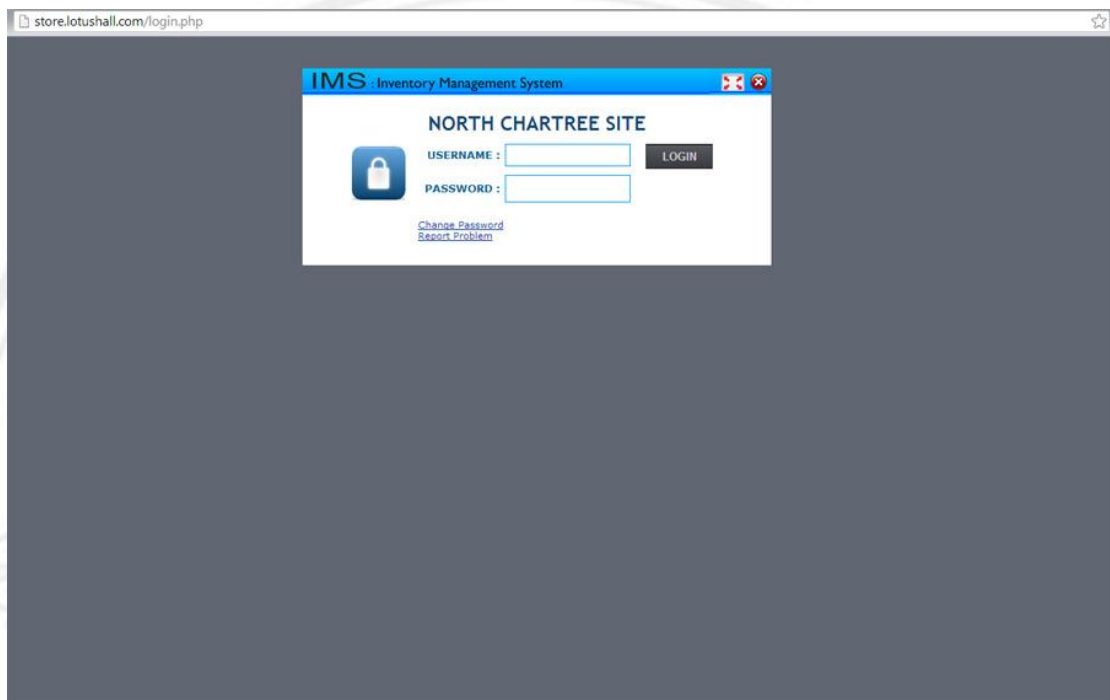 store.lotushall.com/login.php
IMS : Inventory Management System
NORTH CHARTREE SITE
USERNAME :
LOGIN
PASSWORD :
Change Password
Report Problem